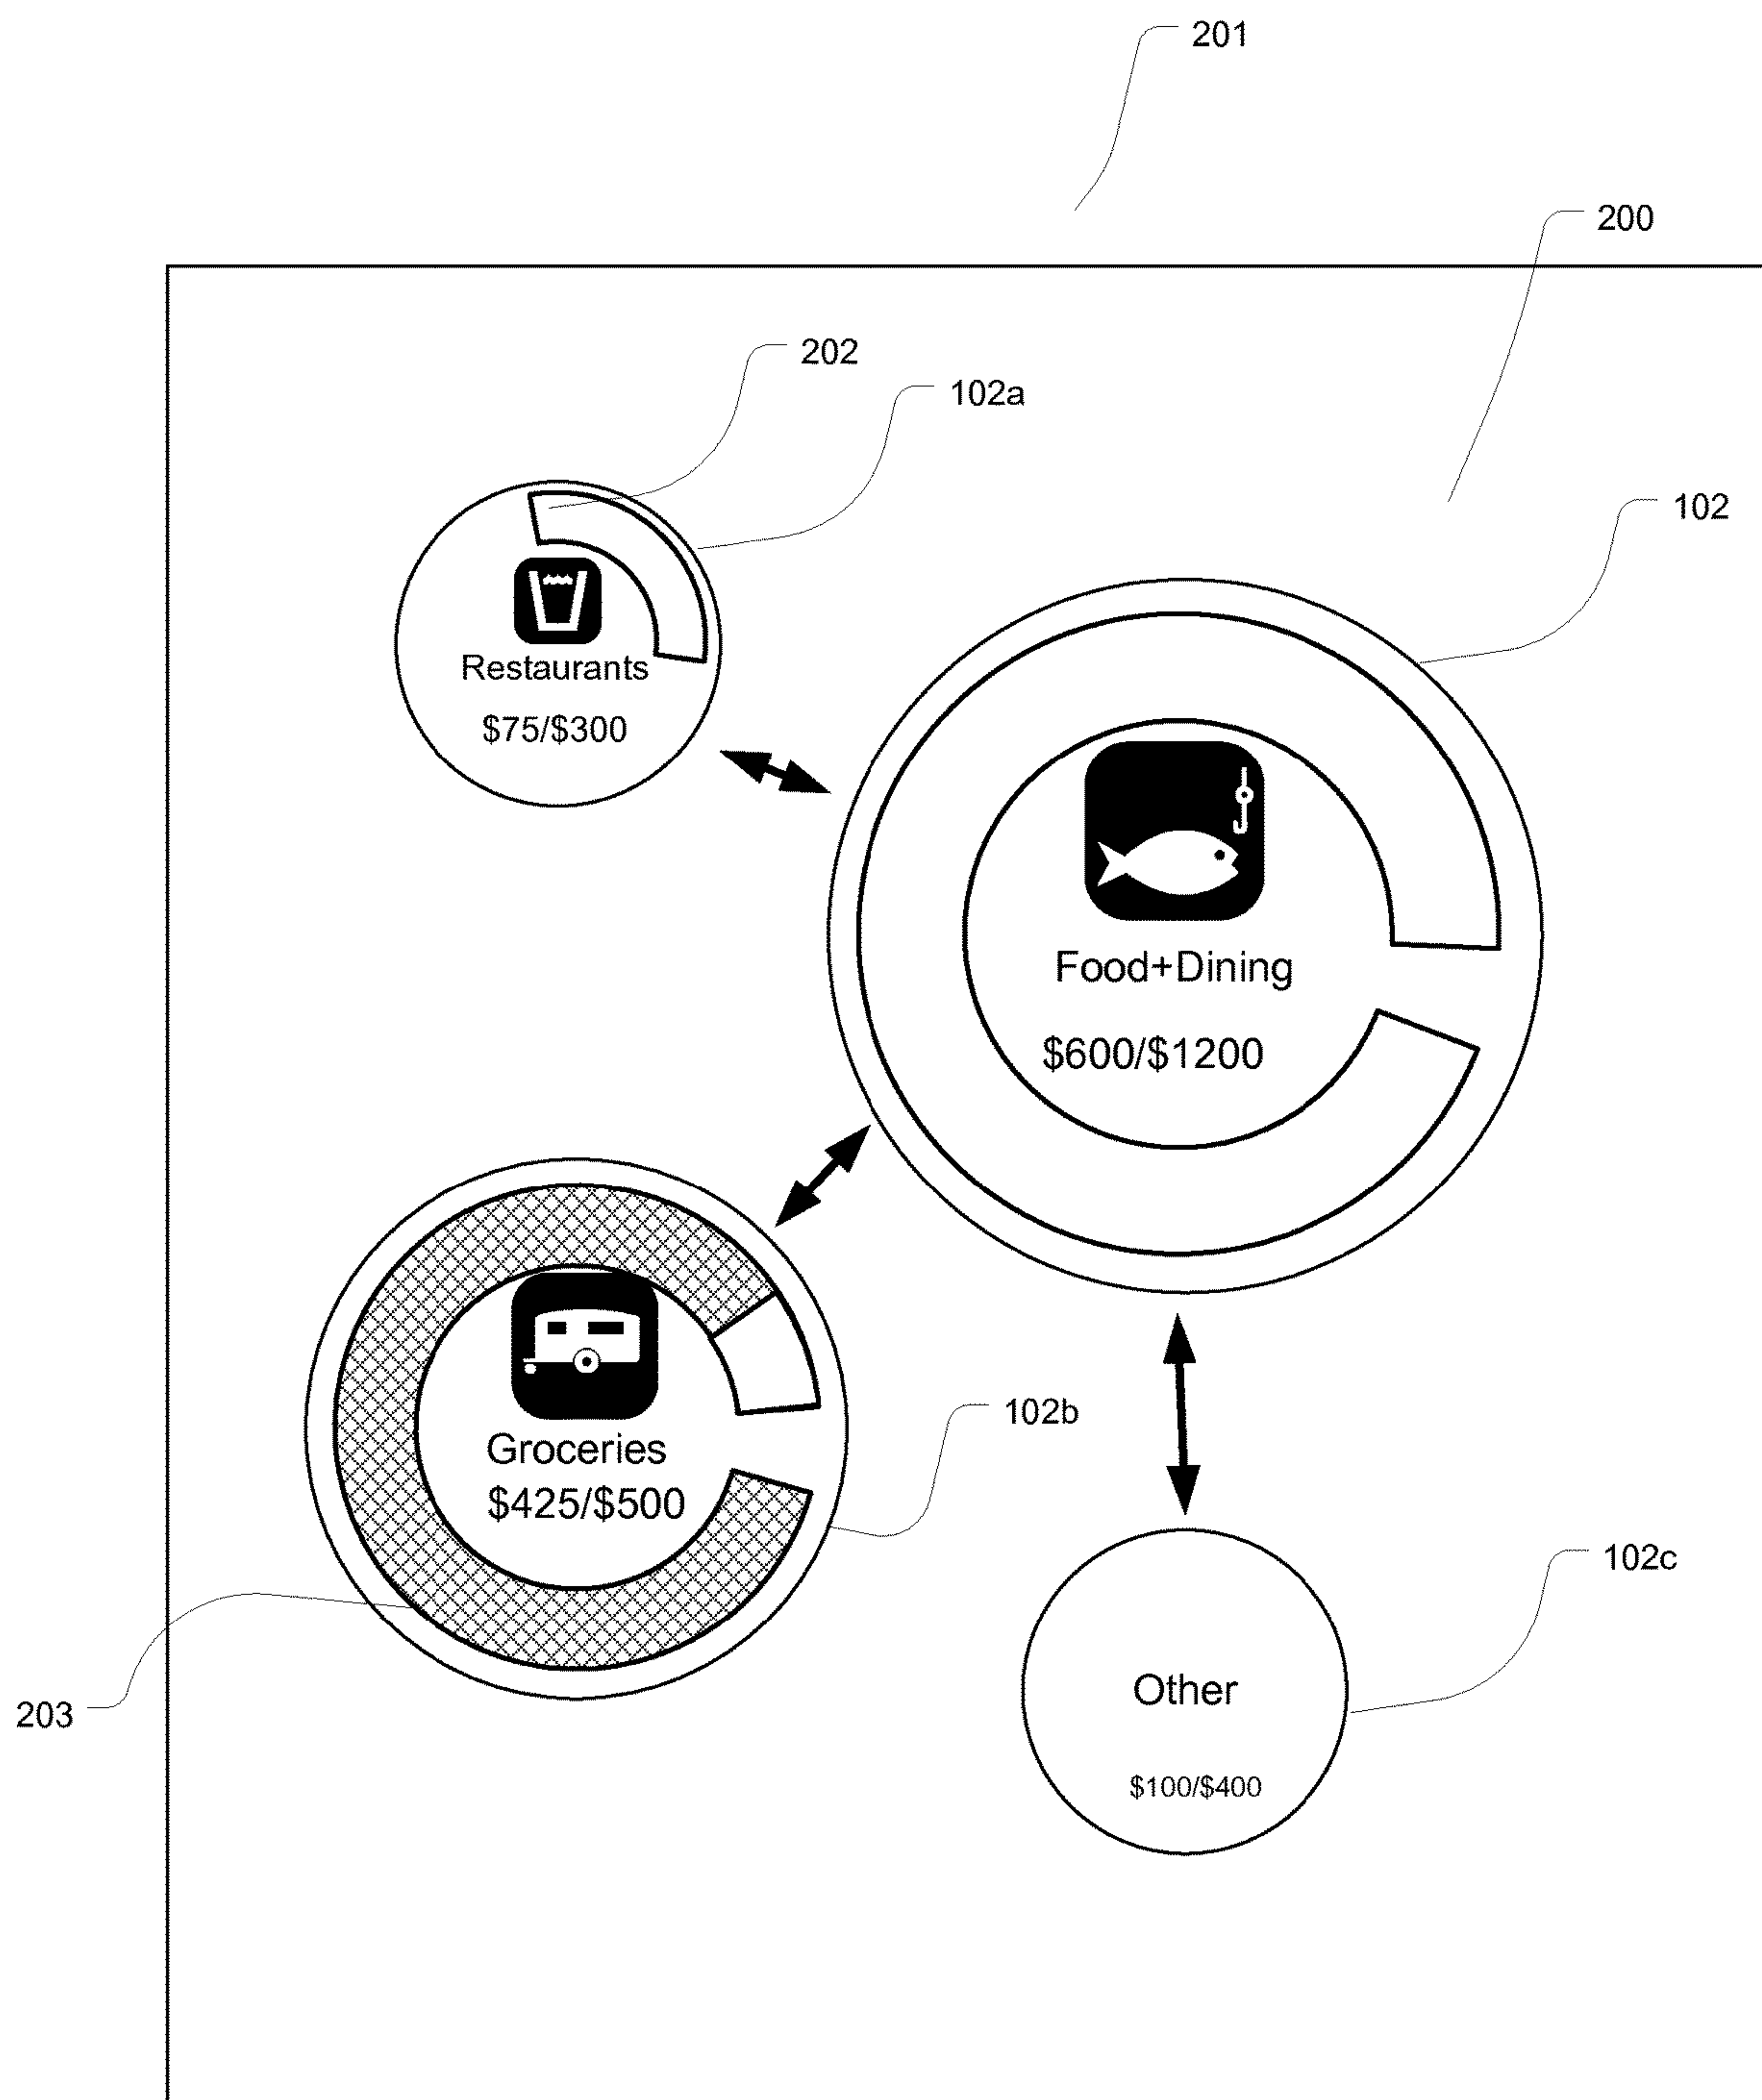 201
200
202
102a
102
Restaurants
$75/$300
Food+Dining
$600/$1200
102b
Groceries
$425/$500
102c
203
Other
$100/$400